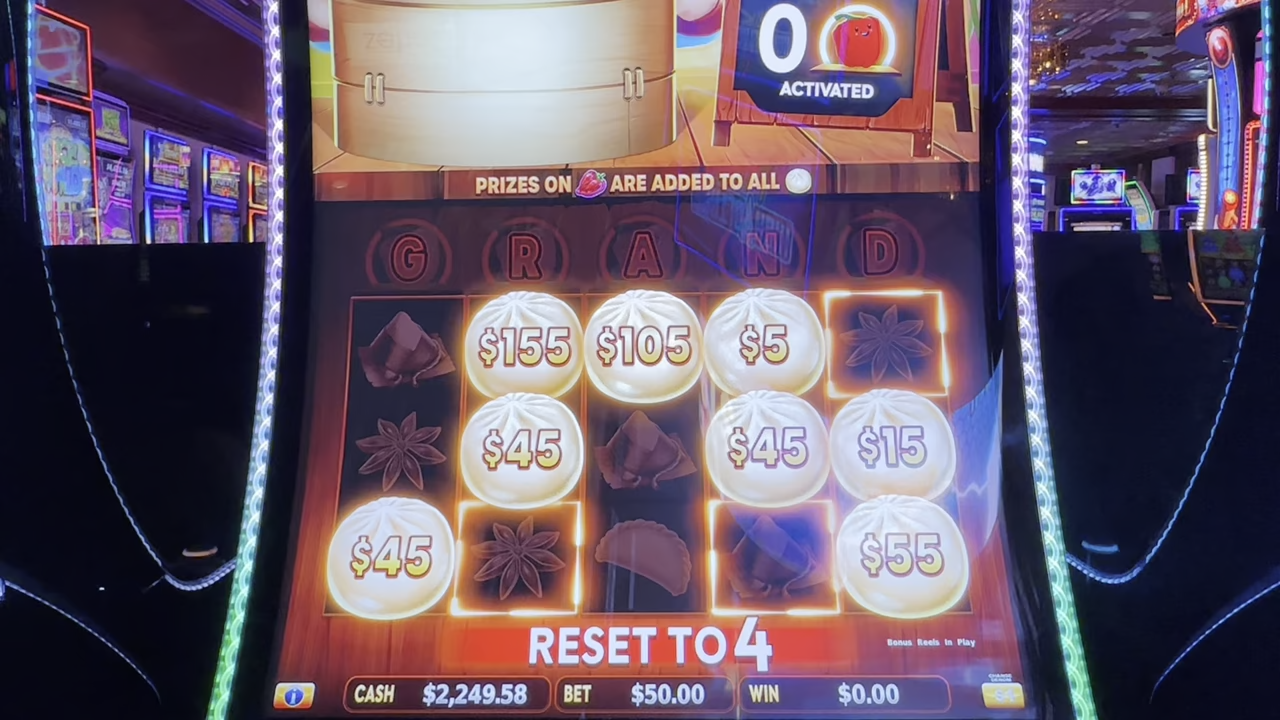 0
ACTIVATED
PRIZES ON ARE ADDED TO ALL
G R A N D
$155 $105 $5
$45 $45 $15
$45 $55
RESET TO 4
Bonus Reels In Play
CASH $2,249.58 BET $50.00 WIN $0.00